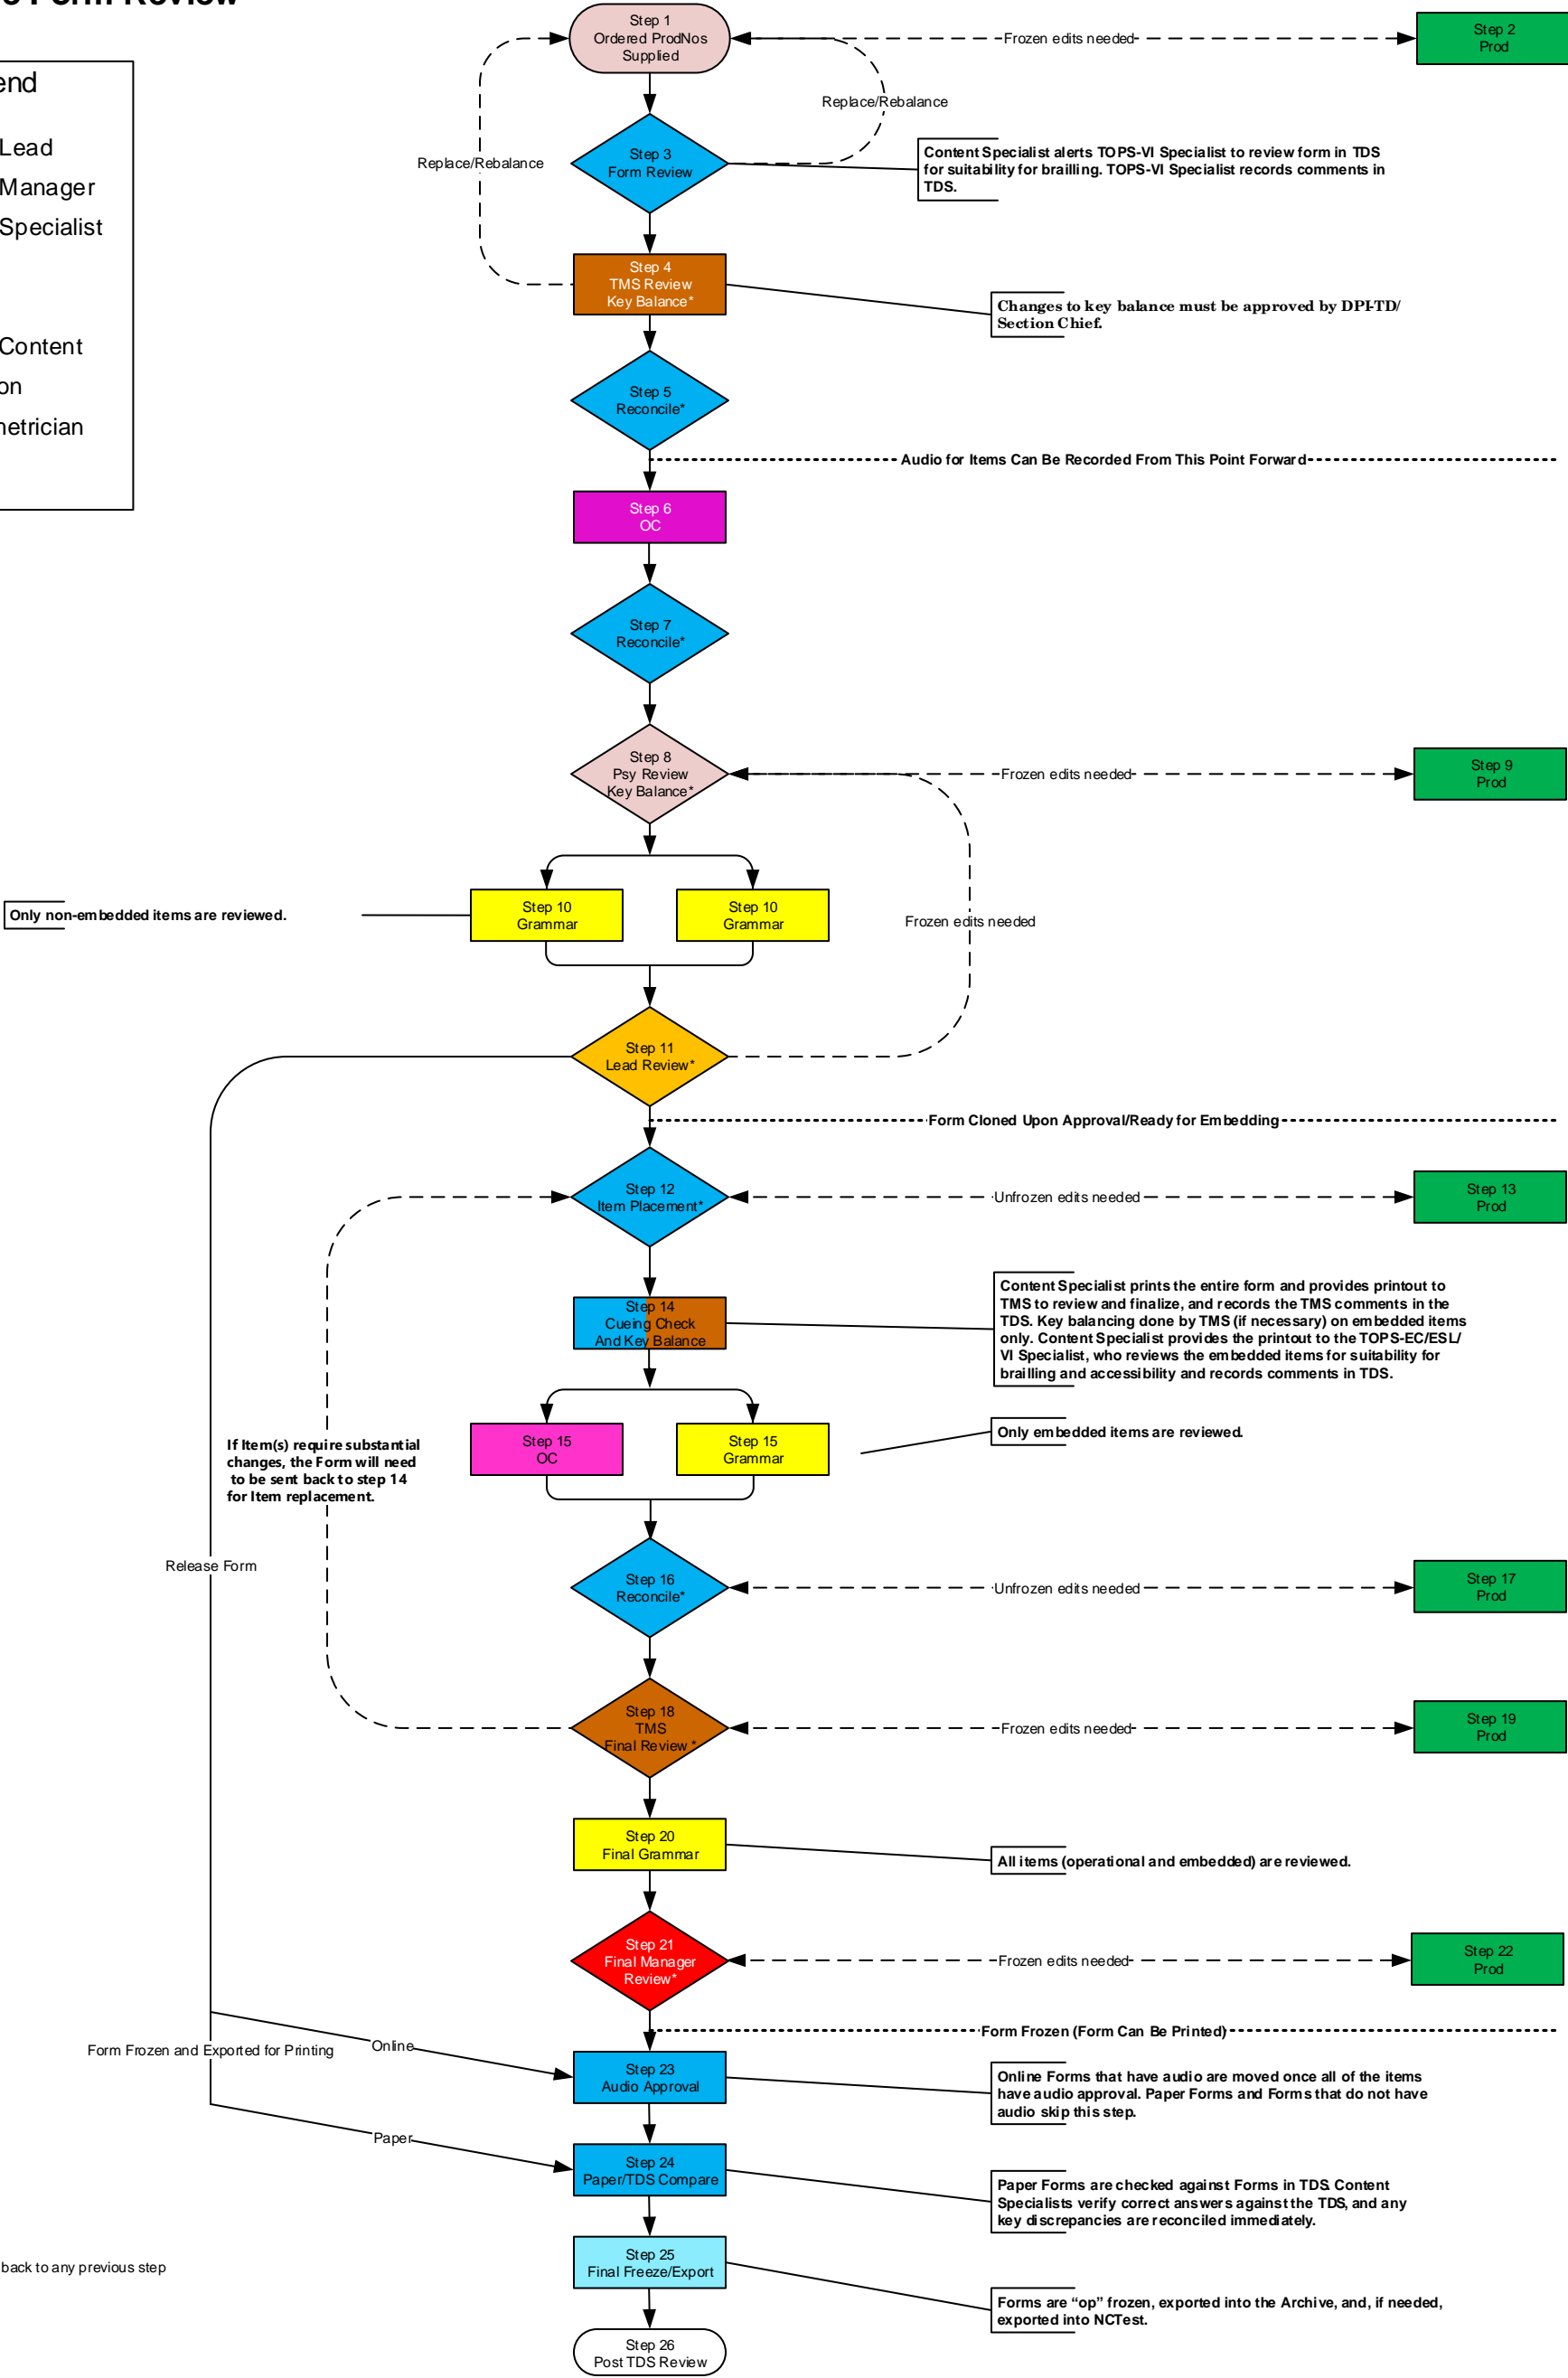 Form Review
Step 1
Ordered ProdNos
Supplied
Frozen edits needed
Step 2
Prod
Lead
Manager
Specialist
Content
Replace/Rebalance
Replace/Rebalance
Step 3
Form Review
Content Specialist alerts TOPS-VI Specialist to review form in TDS
for suitability for brailling. TOPS-VI Specialist records comments in
TDS.
Step 4
TMS Review
Key Balance*
Changes to key balance must be approved by DPI-TD/
Section Chief.
Step 5
Reconcile*
Audio for Items Can Be Recorded From This Point Forward
Step 6
OC
Step 7
Reconcile*
Step 8
Psy Review
Key Balance*
Frozen edits needed
Step 9
Prod
Only non-embedded items are reviewed.
Step 10
Grammar
Step 10
Grammar
Frozen edits needed
Step 11
Lead Review*
Form Cloned Upon Approval/Ready for Embedding
Step 12
Item Placement*
Unfrozen edits needed
Step 13
Prod
Step 14
Cueing Check
And Key Balance
Content Specialist prints the entire form and provides printout to
TMS to review and finalize, and records the TMS comments in the
TDS. Key balancing done by TMS (if necessary) on embedded items
only. Content Specialist provides the printout to the TOPS-EC/ESL/
VI Specialist, who reviews the embedded items for suitability for
brailling and accessibility and records comments in TDS.
Step 15
OC
Step 15
Grammar
Only embedded items are reviewed.
If Item(s) require substantial
changes, the Form will need
to be sent back to step 14
for Item replacement.
Release Form
Step 16
Reconcile*
Unfrozen edits needed
Step 17
Prod
Step 18
TMS
Final Review *
Frozen edits needed
Step 19
Prod
Step 20
Final Grammar
All items (operational and embedded) are reviewed.
Step 21
Final Manager
Review*
Frozen edits needed
Step 22
Prod
Form Frozen (Form Can Be Printed)
Form Frozen and Exported for Printing
Online
Step 23
Audio Approval
Online Forms that have audio are moved once all of the items
have audio approval. Paper Forms and Forms that do not have
audio skip this step.
Paper
Step 24
Paper/TDS Compare
Paper Forms are checked against Forms in TDS. Content
Specialists verify correct answers against the TDS, and any
key discrepancies are reconciled immediately.
Step 25
Final Freeze/Export
back to any previous step
Forms are “op” frozen, exported into the Archive, and, if needed,
exported into NCTest.
Step 26
Post TDS Review